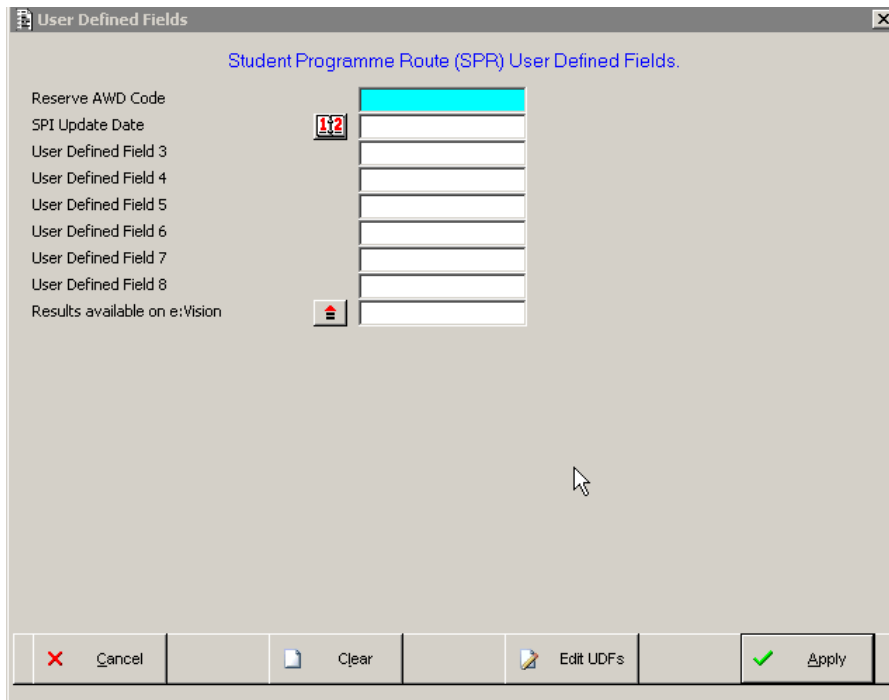 User Defined Fields
Student Programme Route (SPR) User Defined Fields.
Reserve AWD Code
SPI Update Date
User Defined Field 3
User Defined Field 4
User Defined Field 5
User Defined Field 6
User Defined Field 7
User Defined Field 8
Results available on e:Vision
Cancel Clear Edit UDFs Apply